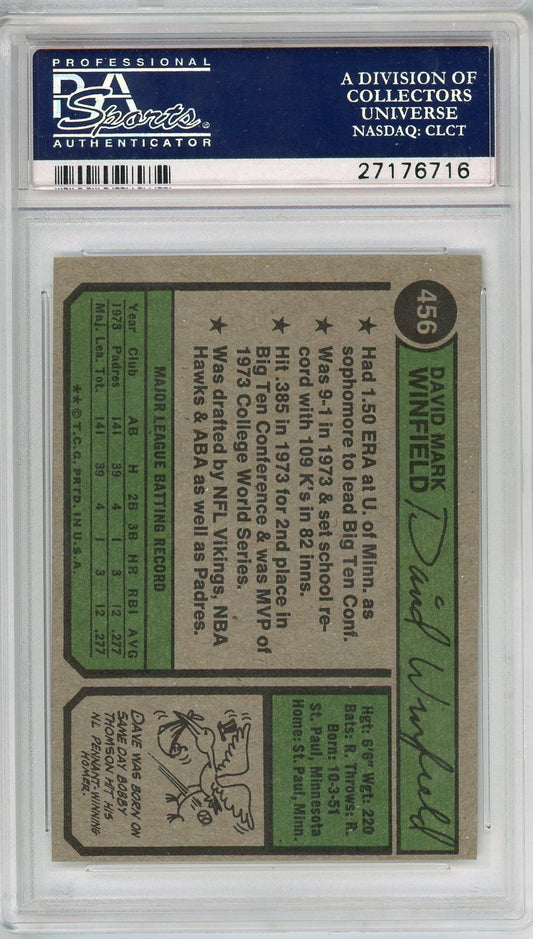 PROFESSIONAL
PSA
Sports
AUTHENTICATOR
A DIVISION OF
COLLECTORS
UNIVERSE
NASDAQ: CLCT
27176716
456
DAVID MARK
WINFIELD
David Winfield
★ Had 1.50 ERA at U. of Minn. as
sophomore to lead Big Ten Conf.
★ Was 9-1 in 1973 & set school re-
cord with 109 K's in 82 inns.
★ Hit .385 in 1973 for 2nd place in
Big Ten Conference & was MVP of
1973 College World Series.
★ Was drafted by NFL Vikings, NBA
Hawks & ABA as well as Padres.
MAJOR LEAGUE BATTING RECORD
Year Club AB H 2B 3B HR RBI AVG
1973 Padres 141 39 4 1 3 12 .277
Maj. Lea. Tot. 141 39 4 1 3 12 .277
★★ © T.C.G. PRTD. IN U.S.A.
Hgt: 6'6" Wgt: 220
Bats: R. Throws: R.
Born: 10-3-51
St. Paul, Minnesota
Home: St. Paul, Minn.
DAVE WAS BORN ON
SAME DAY BOBBY
THOMSON HIT HIS
NL PENNANT-WINNING
HOMER.